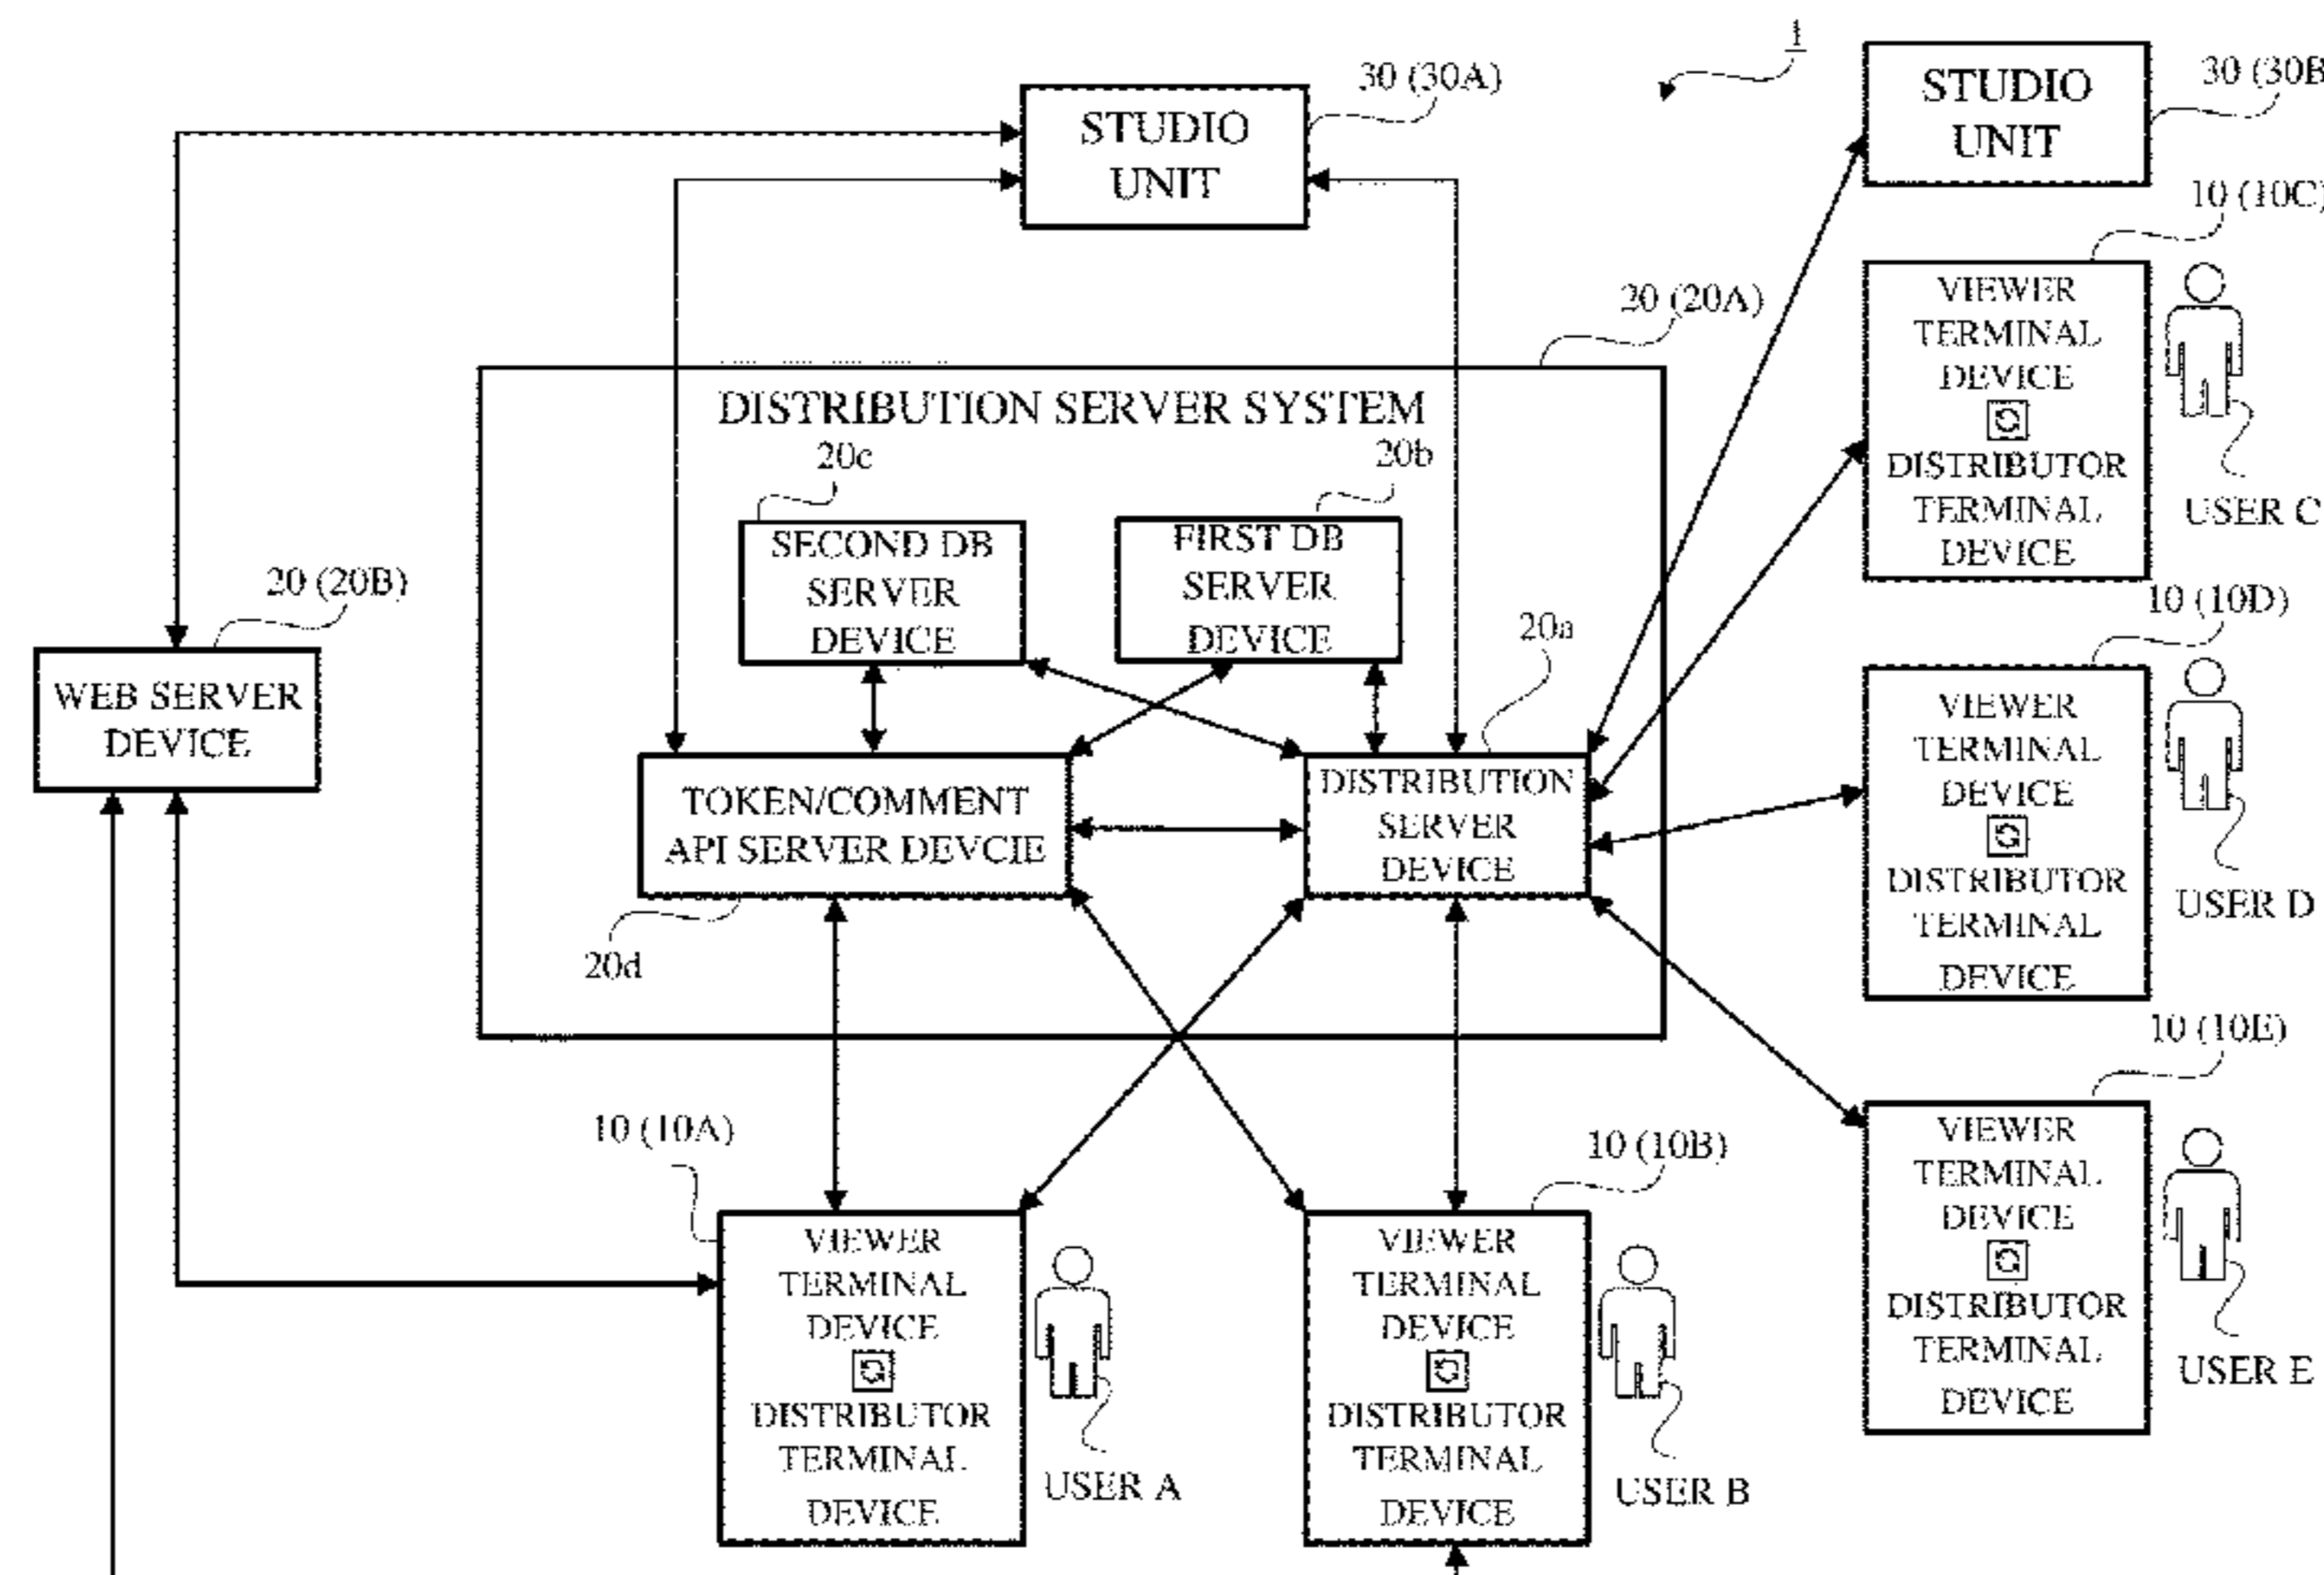 1
30 (30A)
STUDIO
UNIT
30 (30B
STUDIO
UNIT
10 (10C)
VIEWER
TERMINAL
DEVICE
DISTRIBUTOR
TERMINAL
DEVICE
USER C
20 (20A)
DISTRIBUTION SERVER SYSTEM
20c
SECOND DB
SERVER
DEVICE
20b
FIRST DB
SERVER
DEVICE
20a
DISTRIBUTION
SERVER
DEVICE
TOKEN/COMMENT
API SERVER DEVCIE
20d
20 (20B)
WEB SERVER
DEVICE
10 (10D)
VIEWER
TERMINAL
DEVICE
DISTRIBUTOR
TERMINAL
DEVICE
USER D
10 (10A)
VIEWER
TERMINAL
DEVICE
DISTRIBUTOR
TERMINAL
DEVICE
USER A
10 (10B)
VIEWER
TERMINAL
DEVICE
DISTRIBUTOR
TERMINAL
DEVICE
USER B
10 (10E)
VIEWER
TERMINAL
DEVICE
DISTRIBUTOR
TERMINAL
DEVICE
USER E